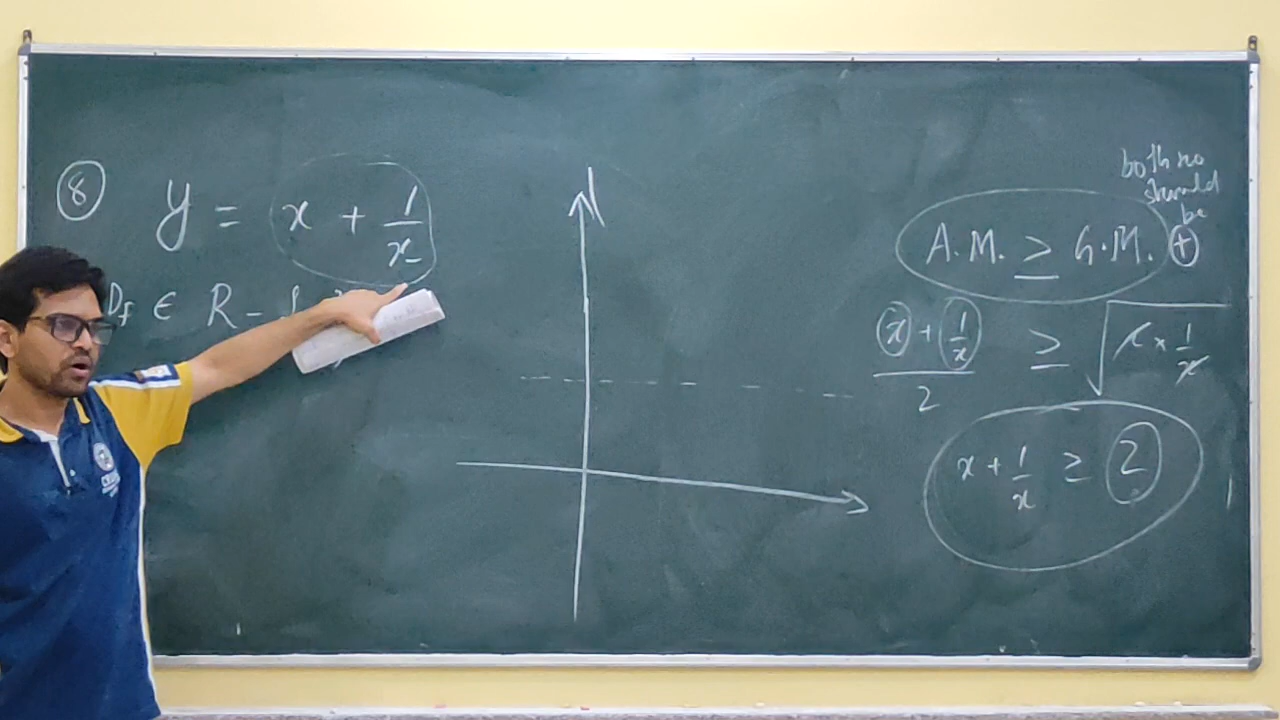 ⑧ y = x + 1/x
D_f ∈ R -
both no
should
be
A.M. ≥ G.M. ⊕
(x + 1/x)/2 ≥ √(x × 1/x)
x + 1/x ≥ 2